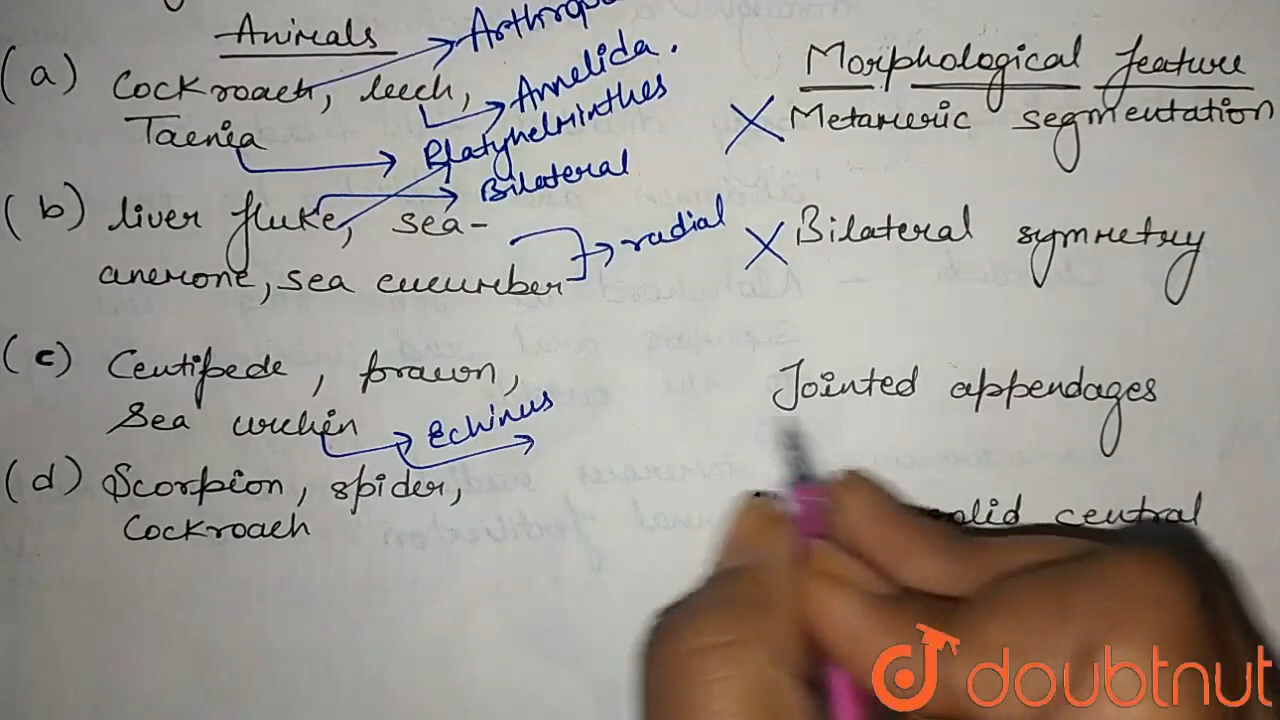 Animals
Morphological feature
(a) Cockroach, leech, Taenia
Metameric segmentation
Annelida.
Platyhelminthes
Bilateral
(b) liver fluke, sea-
anemone, sea cucumber
radial
Bilateral symmetry
(c) Centipede, prawn,
Sea urchin
Echinus
Jointed appendages
(d) Scorpion, spider,
Cockroach
solid central
doubtnut